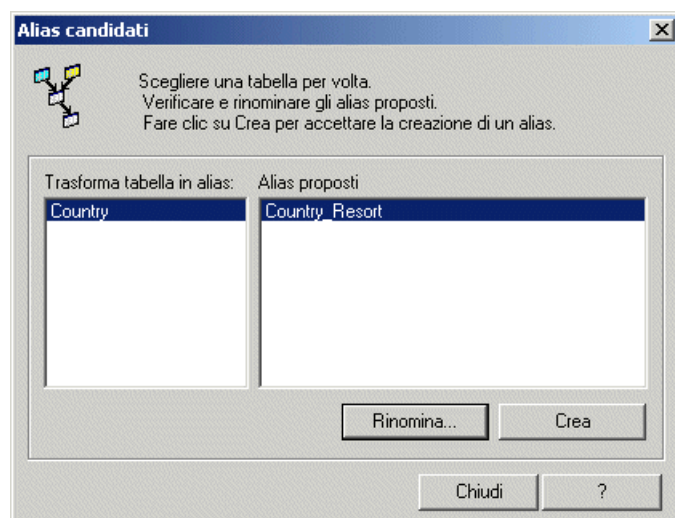 Alias candidati
Scegliere una tabella per volta.
Verificare e rinominare gli alias proposti.
Fare clic su Crea per accettare la creazione di un alias.
Trasforma tabella in alias: Alias proposti
Country Country_Resort
Rinomina... Crea
Chiudi ?